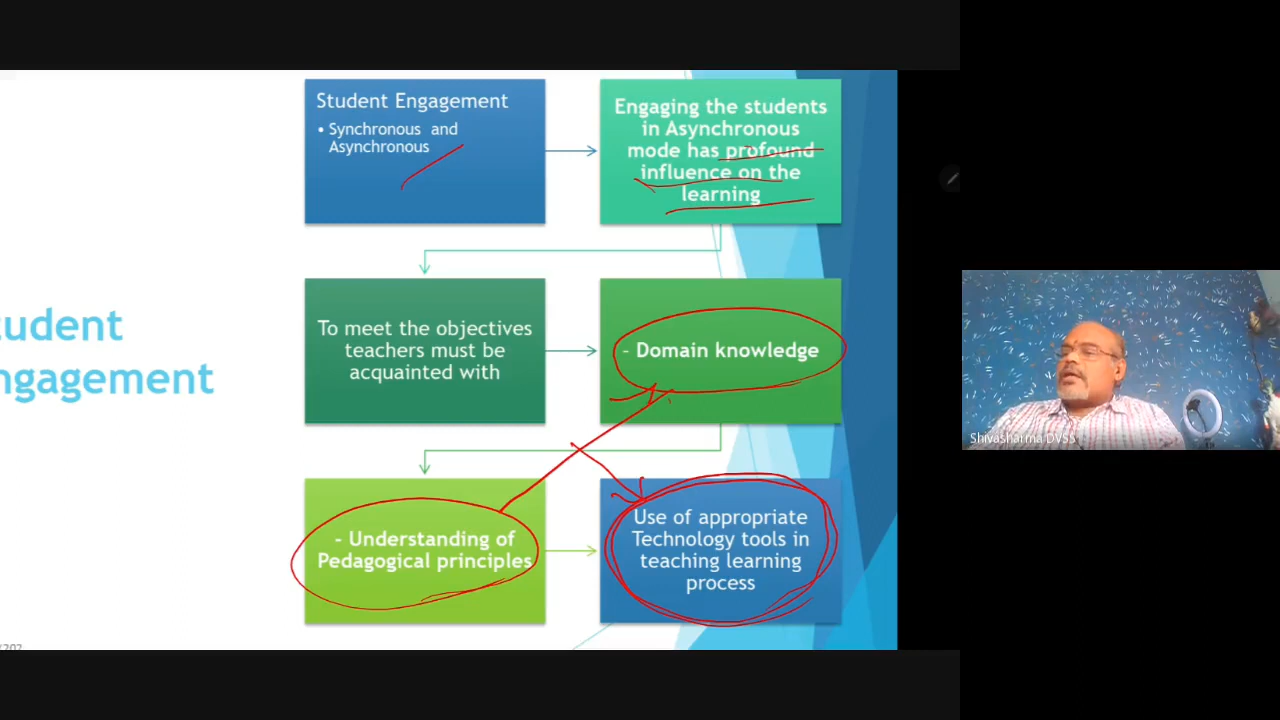 Student Engagement
• Synchronous and
Asynchronous
Engaging the students
in Asynchronous
mode has profound
influence on the
learning
tudent
ngagement
To meet the objectives
teachers must be
acquainted with
- Domain knowledge
- Understanding of
Pedagogical principles
Use of appropriate
Technology tools in
teaching learning
process
Shivasharma DVSS